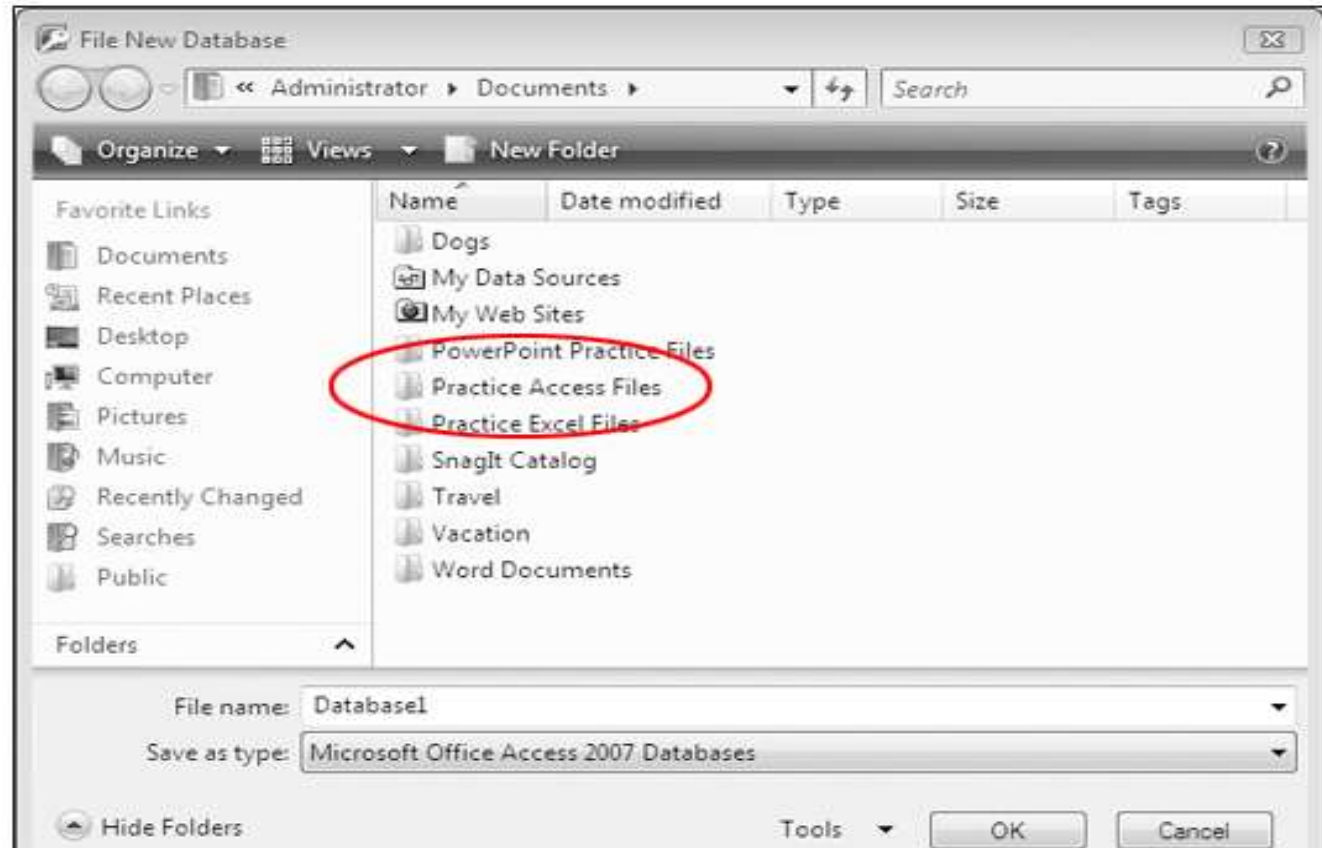 File New Database
« Administrator ▸ Documents ▸ Search
Organize Views New Folder
Favorite Links
Documents
Recent Places
Desktop
Computer
Pictures
Music
Recently Changed
Searches
Public
Folders
Name Date modified Type Size Tags
Dogs
My Data Sources
My Web Sites
PowerPoint Practice Files
Practice Access Files
Practice Excel Files
SnagIt Catalog
Travel
Vacation
Word Documents
File name: Database1
Save as type: Microsoft Office Access 2007 Databases
Hide Folders Tools OK Cancel